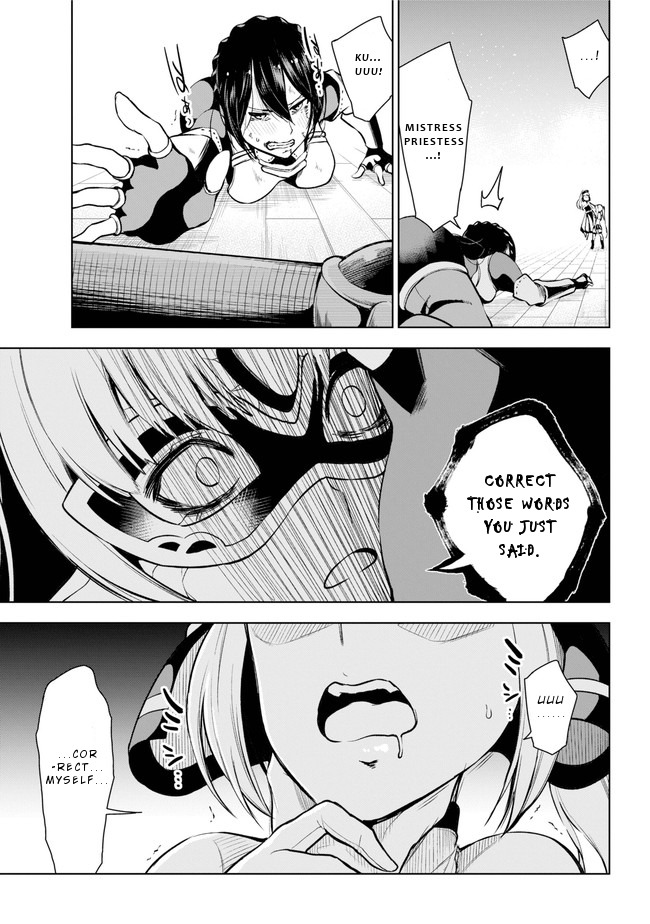 ...!
MISTRESS
PRIESTESS
...!
KU...
UUU!
CORRECT
THOSE WORDS
YOU JUST
SAID.
UUU
......
...COR
-RECT...
MYSELF...